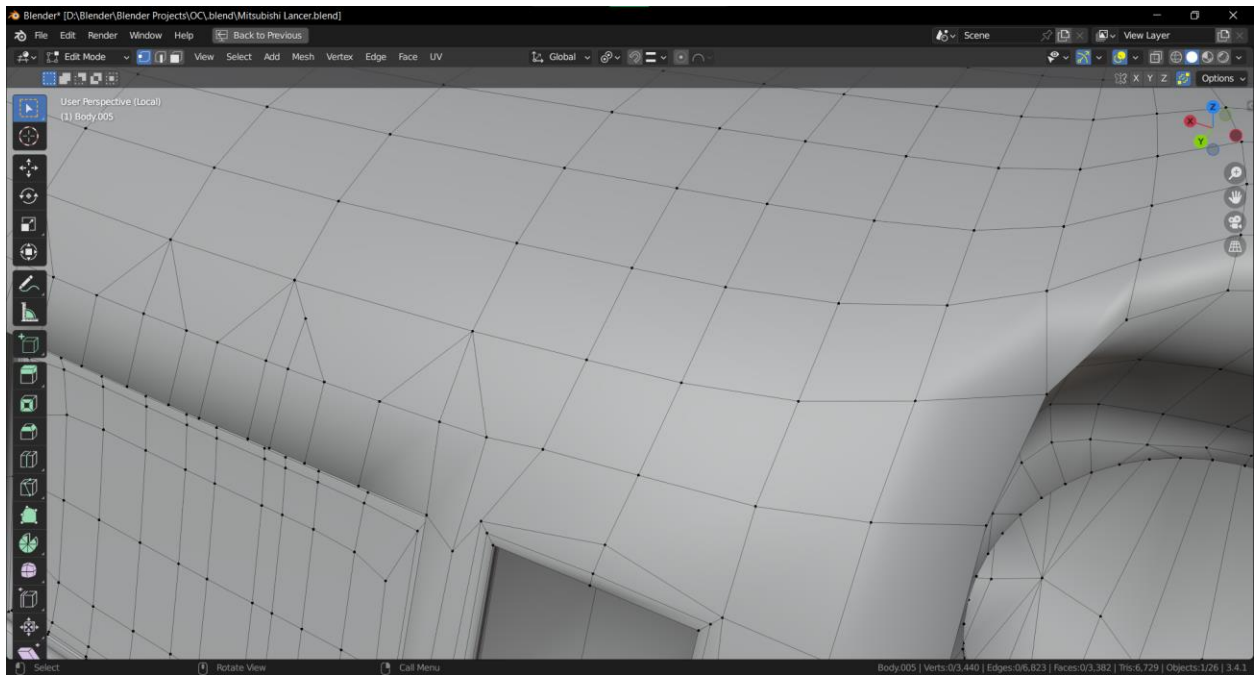 Blender* [D:\Blender\Blender Projects\OC\.blend\Mitsubishi Lancer.blend]
File Edit Render Window Help Back to Previous Scene View Layer
Edit Mode View Select Add Mesh Vertex Edge Face UV Global
X Y Z Options
User Perspective (Local)
(1) Body.005
Z
X
Y
Select Rotate View Call Menu Body.005 | Verts:0/3,440 | Edges:0/6,823 | Faces:0/3,382 | Tris:6,729 | Objects:1/26 | 3.4.1